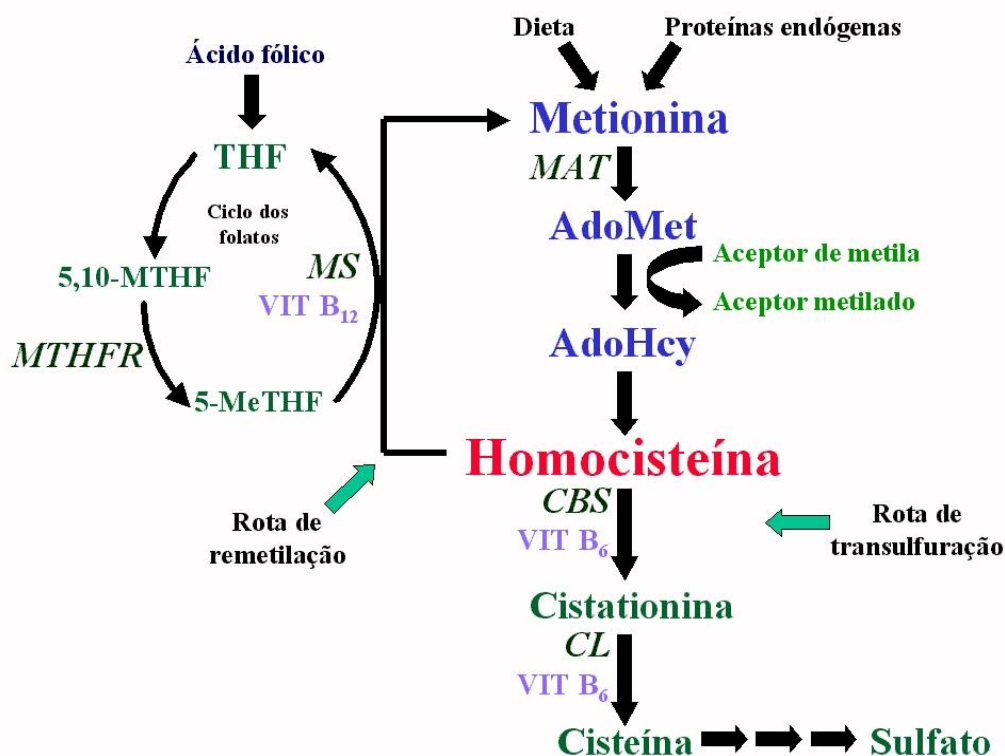 Dieta
Proteínas endógenas
Ácido fólico
Metionina
THF
MAT
Ciclo dos
folatos
AdoMet
MS
Aceptor de metila
5,10-MTHF
VIT B12
Aceptor metilado
MTHFR
AdoHcy
5-MeTHF
Homocisteína
CBS
Rota de
remetilação
VIT B6
Rota de
transulfuração
Cistationina
CL
VIT B6
Cisteína
Sulfato